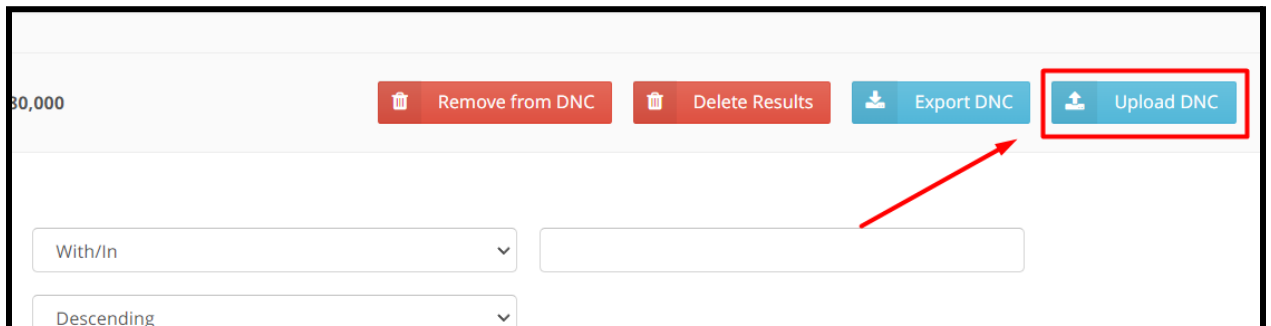 30,000
Remove from DNC
Delete Results
Export DNC
Upload DNC
With/In
Descending